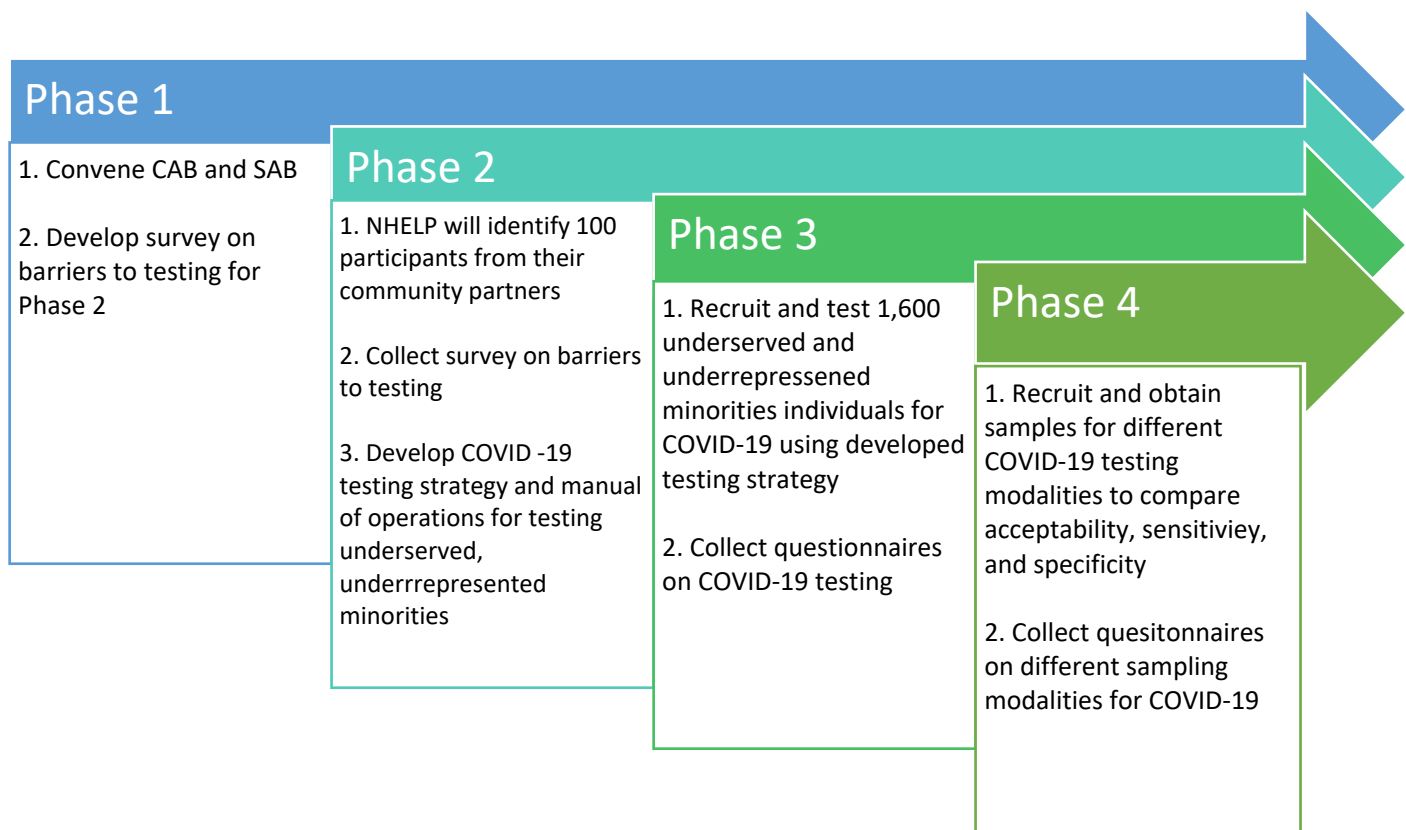 Phase 1
1. Convene CAB and SAB
2. Develop survey on
barriers to testing for
Phase 2
Phase 2
1. NHELP will identify 100
participants from their
community partners
2. Collect survey on barriers
to testing
3. Develop COVID -19
testing strategy and manual
of operations for testing
underserved,
underrrepresented
minorities
Phase 3
1. Recruit and test 1,600
underserved and
underrepressened
minorities individuals for
COVID-19 using developed
testing strategy
2. Collect questionnaires
on COVID-19 testing
Phase 4
1. Recruit and obtain
samples for different
COVID-19 testing
modalities to compare
acceptability, sensitiviey,
and specificity
2. Collect quesitonnaires
on different sampling
modalities for COVID-19